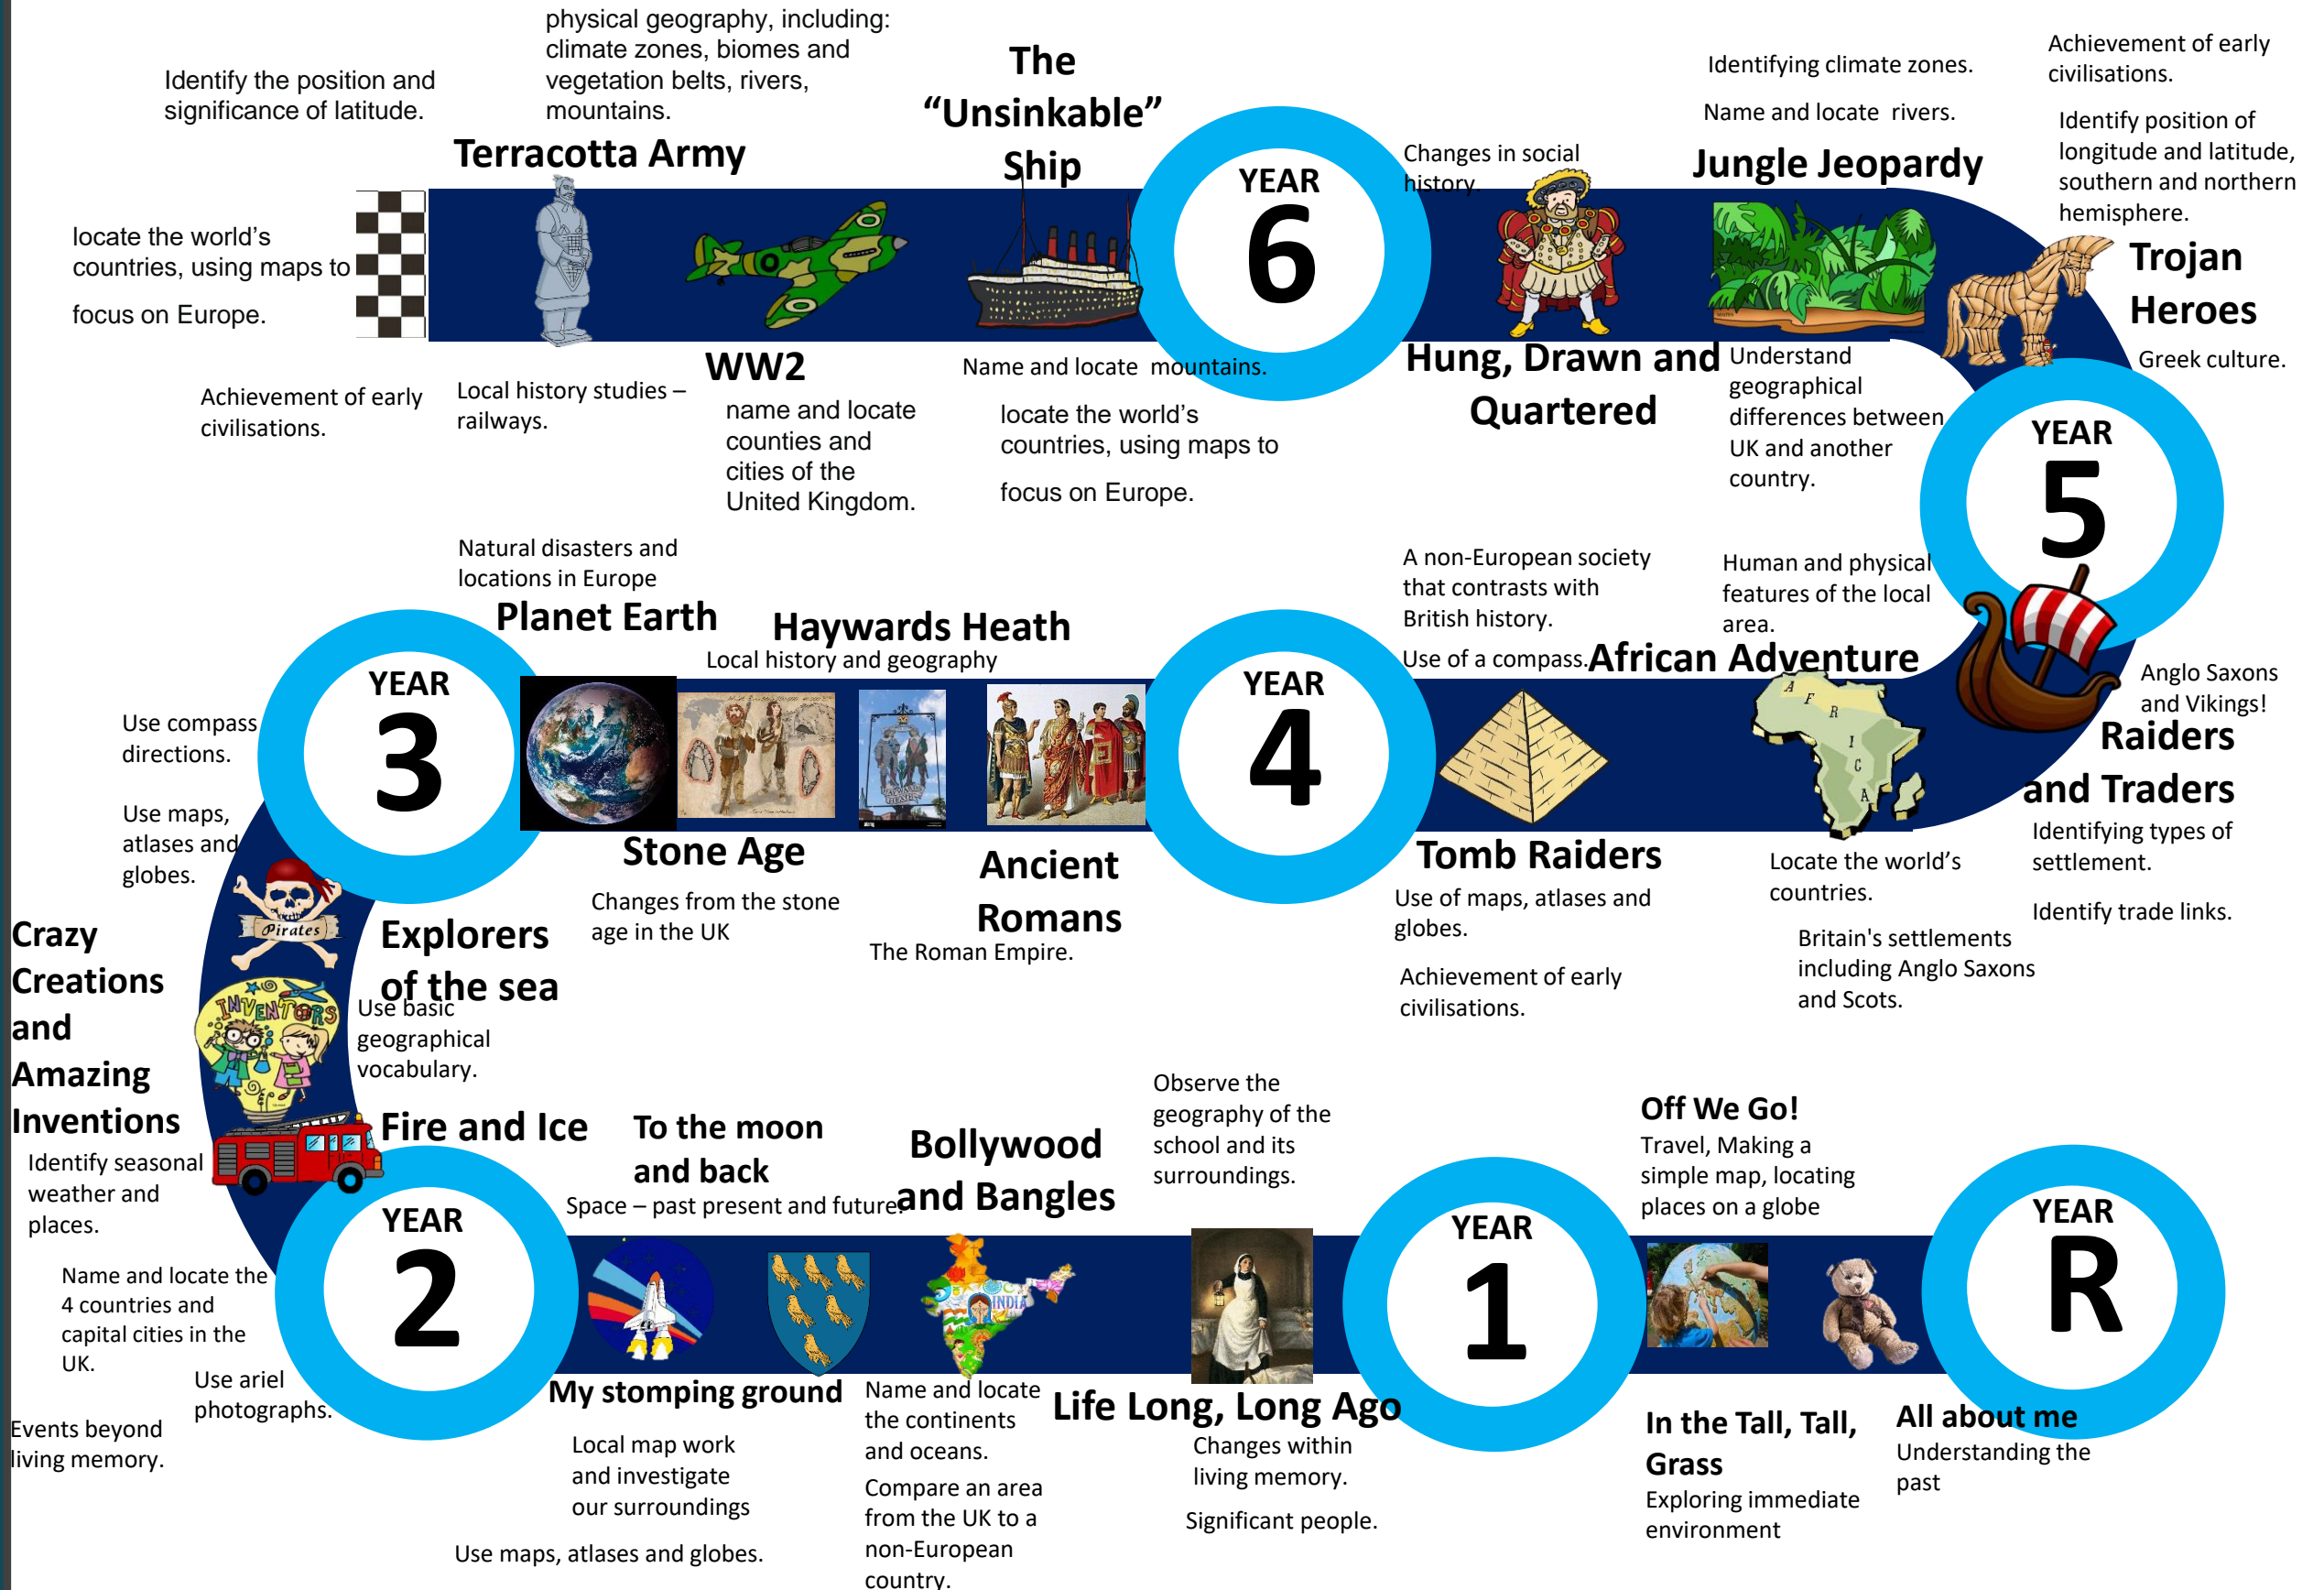 physical geography, including:
climate zones, biomes and
vegetation belts, rivers,
mountains.
Identify the position and
significance of latitude.
Terracotta Army
The
“Unsinkable”
Ship
YEAR
6
Changes in social
history.
Identifying climate zones.
Name and locate rivers.
Jungle Jeopardy
Achievement of early
civilisations.
Identify position of
longitude and latitude,
southern and northern
hemisphere.
Trojan
Heroes
Greek culture.
locate the world’s
countries, using maps to
focus on Europe.
Achievement of early
civilisations.
Local history studies –
railways.
WW2
name and locate
counties and
cities of the
United Kingdom.
Name and locate mountains.
locate the world’s
countries, using maps to
focus on Europe.
Hung, Drawn and
Quartered
Understand
geographical
differences between
UK and another
country.
YEAR
5
Natural disasters and
locations in Europe
Planet Earth
Haywards Heath
Local history and geography
YEAR
3
YEAR
4
A non-European society
that contrasts with
British history.
Use of a compass.
Human and physical
features of the local
area.
African Adventure
AFRICA
Anglo Saxons
and Vikings!
Raiders
and Traders
Identifying types of
settlement.
Identify trade links.
Use compass
directions.
Use maps,
atlases and
globes.
Stone Age
Changes from the stone
age in the UK
Ancient
Romans
The Roman Empire.
Tomb Raiders
Use of maps, atlases and
globes.
Achievement of early
civilisations.
Locate the world’s
countries.
Britain's settlements
including Anglo Saxons
and Scots.
Pirates
Explorers
of the sea
Use basic
geographical
vocabulary.
Crazy
Creations
and
Amazing
Inventions
INVENTORS
Identify seasonal
weather and
places.
Name and locate the
4 countries and
capital cities in the
UK.
Use ariel
photographs.
Events beyond
living memory.
Fire and Ice
YEAR
2
To the moon
and back
Space – past present and future.
Bollywood
and Bangles
INDIA
Observe the
geography of the
school and its
surroundings.
YEAR
1
Off We Go!
Travel, Making a
simple map, locating
places on a globe
YEAR
R
My stomping ground
Local map work
and investigate
our surroundings
Use maps, atlases and globes.
Name and locate
the continents
and oceans.
Compare an area
from the UK to a
non-European
country.
Life Long, Long Ago
Changes within
living memory.
Significant people.
In the Tall, Tall,
Grass
Exploring immediate
environment
All about me
Understanding the
past